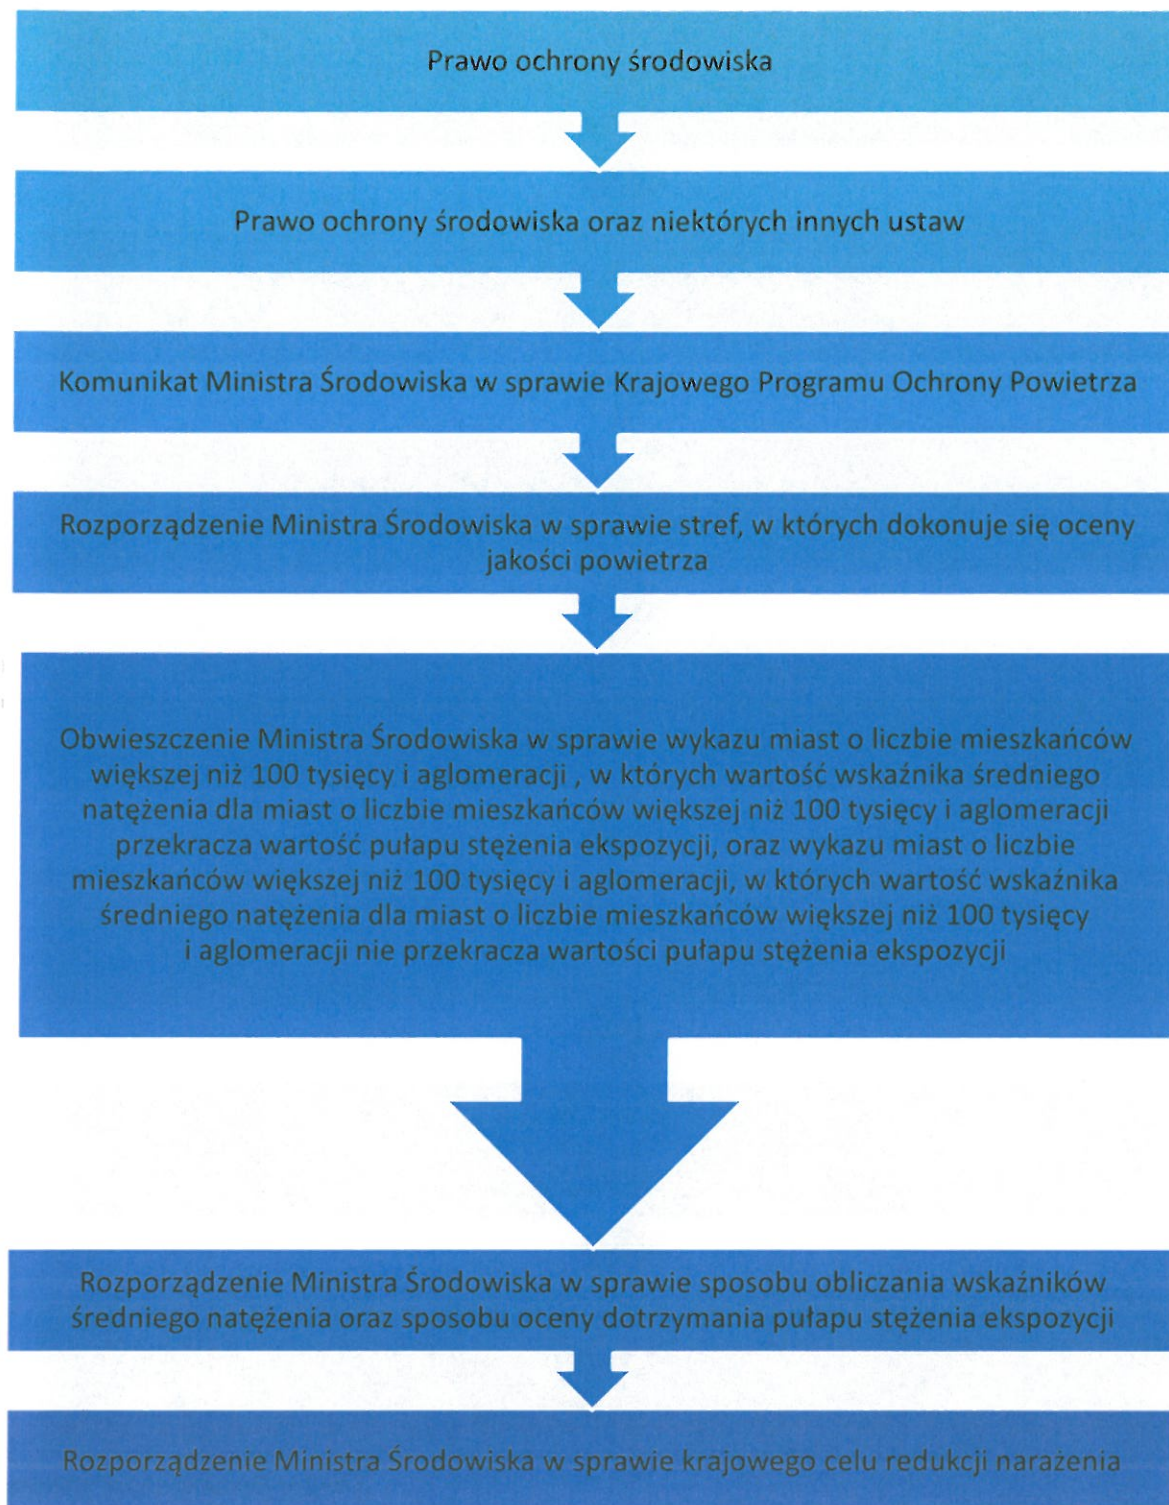 Prawo ochrony środowiska
Prawo ochrony środowiska oraz niektórych innych ustaw
Komunikat Ministra Środowiska w sprawie Krajowego Programu Ochrony Powietrza
Rozporządzenie Ministra Środowiska w sprawie stref, w których dokonuje się oceny
jakości powietrza
Obwieszczenie Ministra Środowiska w sprawie wykazu miast o liczbie mieszkańców
większej niż 100 tysięcy i aglomeracji , w których wartość wskaźnika średniego
natężenia dla miast o liczbie mieszkańców większej niż 100 tysięcy i aglomeracji
przekracza wartość pułapu stężenia ekspozycji, oraz wykazu miast o liczbie
mieszkańców większej niż 100 tysięcy i aglomeracji, w których wartość wskaźnika
średniego natężenia dla miast o liczbie mieszkańców większej niż 100 tysięcy
i aglomeracji nie przekracza wartości pułapu stężenia ekspozycji
Rozporządzenie Ministra Środowiska w sprawie sposobu obliczania wskaźników
średniego natężenia oraz sposobu oceny dotrzymania pułapu stężenia ekspozycji
Rozporządzenie Ministra Środowiska w sprawie krajowego celu redukcji narażenia